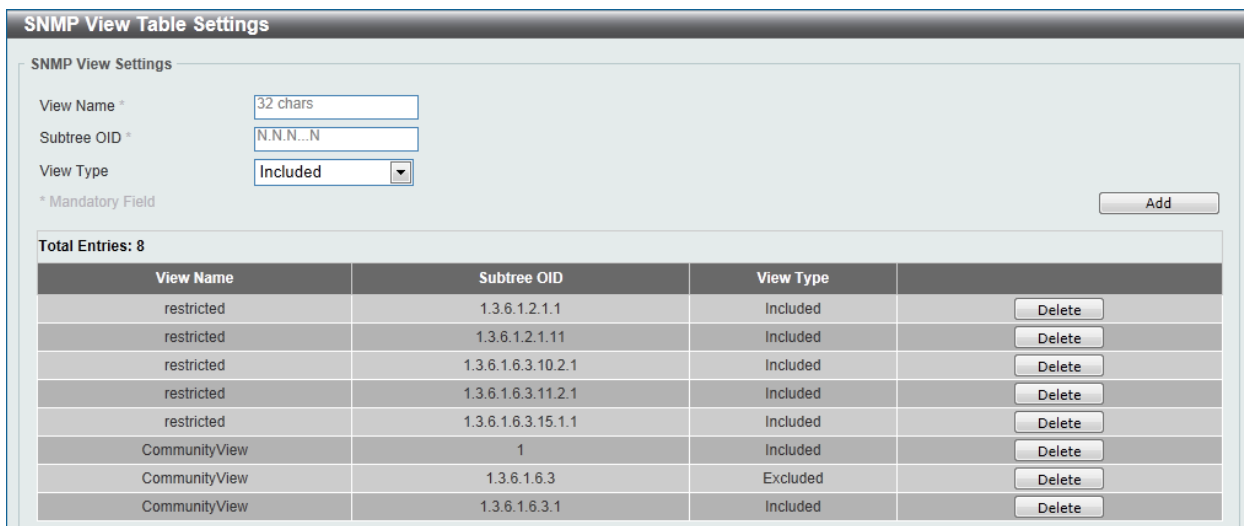 SNMP View Table Settings
SNMP View Settings
View Name * 32 chars
Subtree OID * N.N.N...N
View Type Included
* Mandatory Field Add
Total Entries: 8
View Name Subtree OID View Type
restricted 1.3.6.1.2.1.1 Included Delete
restricted 1.3.6.1.2.1.11 Included Delete
restricted 1.3.6.1.6.3.10.2.1 Included Delete
restricted 1.3.6.1.6.3.11.2.1 Included Delete
restricted 1.3.6.1.6.3.15.1.1 Included Delete
CommunityView 1 Included Delete
CommunityView 1.3.6.1.6.3 Excluded Delete
CommunityView 1.3.6.1.6.3.1 Included Delete